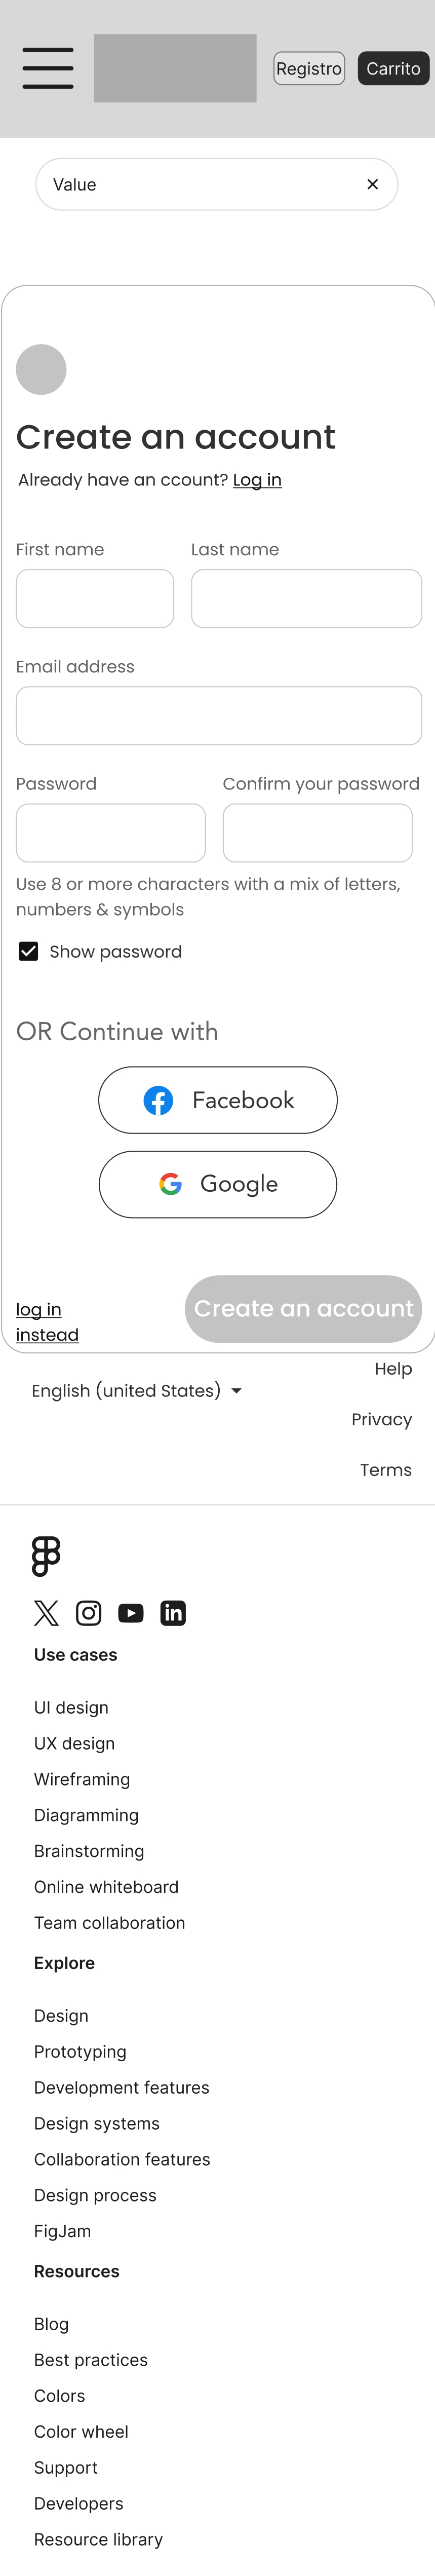 Registro
Carrito
Value
Create an account
Already have an ccount? Log in
First name
Last name
Email address
Password
Confirm your password
Use 8 or more characters with a mix of letters,
numbers & symbols
Show password
OR Continue with
Facebook
Google
log in
instead
Create an account
Help
English (united States)
Privacy
Terms
Use cases
UI design
UX design
Wireframing
Diagramming
Brainstorming
Online whiteboard
Team collaboration
Explore
Design
Prototyping
Development features
Design systems
Collaboration features
Design process
FigJam
Resources
Blog
Best practices
Colors
Color wheel
Support
Developers
Resource library